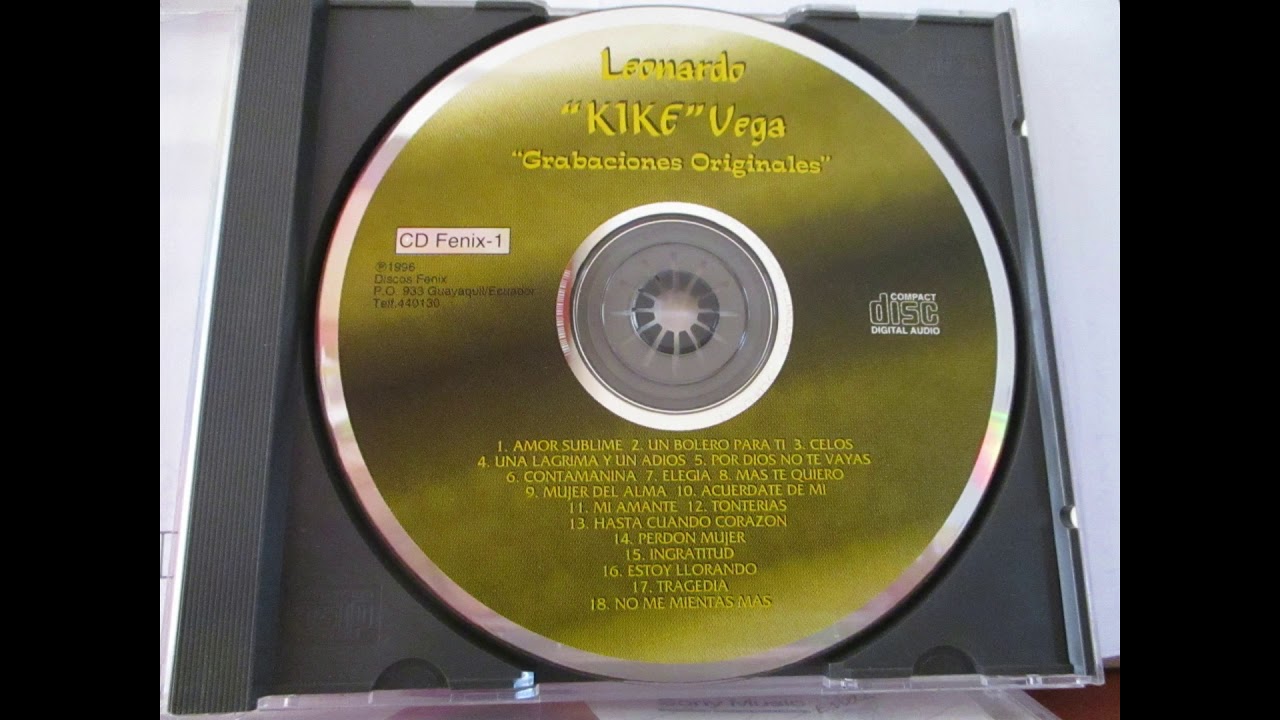 Leonardo
"KIKE" Vega
"Grabaciones Originales"
CD Fenix-1
℗1996
Discos Fenix
P.O. 933 Guayaquil/Ecuador
Telf.440130
COMPACT
disc
DIGITAL AUDIO
1. AMOR SUBLIME 2. UN BOLERO PARA TI 3. CELOS
4. UNA LAGRIMA Y UN ADIOS 5. POR DIOS NO TE VAYAS
6. CONTAMANINA 7. ELEGIA 8. MAS TE QUIERO
9. MUJER DEL ALMA 10. ACUERDATE DE MI
11. MI AMANTE 12. TONTERIAS
13. HASTA CUANDO CORAZON
14. PERDON MUJER
15. INGRATITUD
16. ESTOY LLORANDO
17. TRAGEDIA
18. NO ME MIENTAS MAS
Sony Music